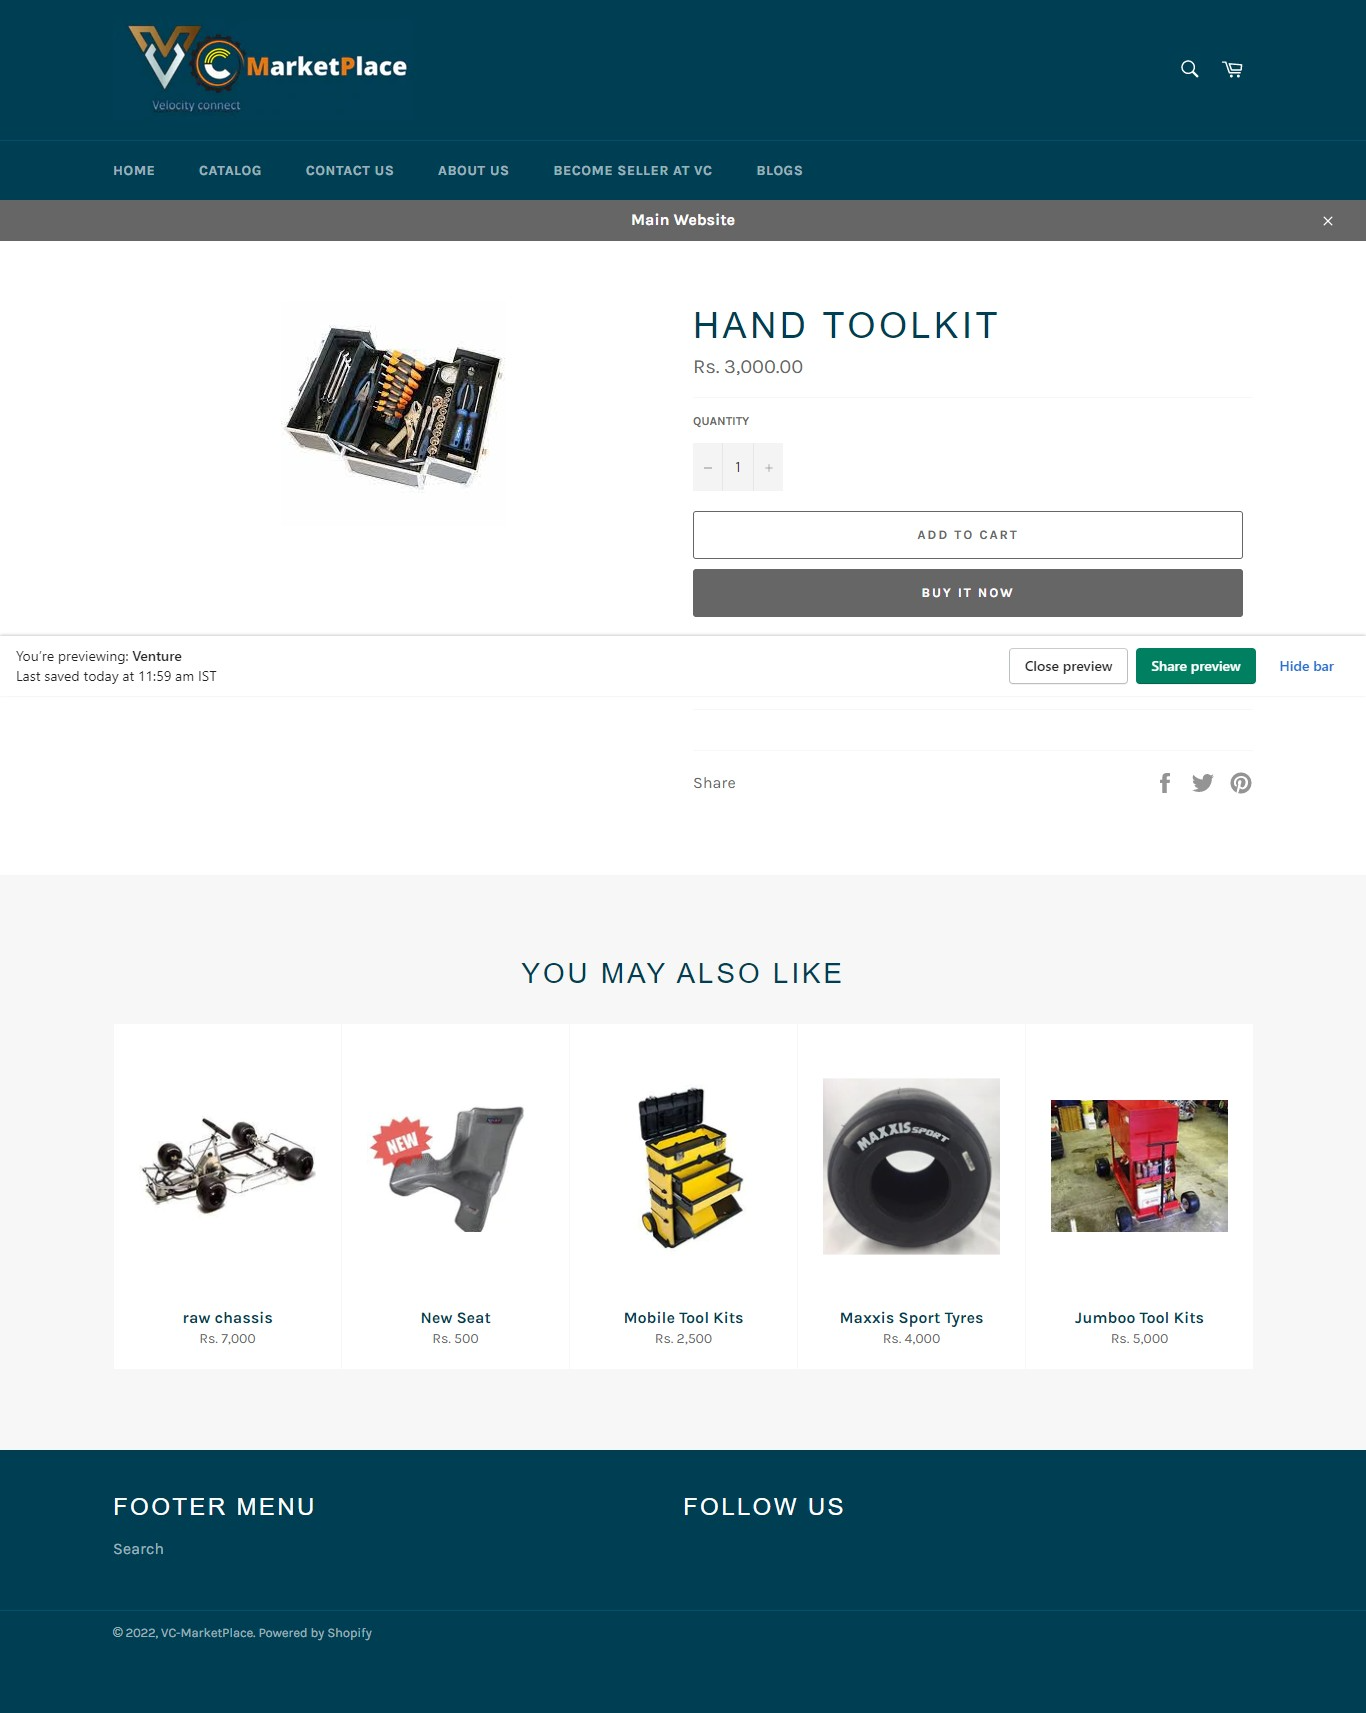 VC MarketPlace
Velocity connect
HOME CATALOG CONTACT US ABOUT US BECOME SELLER AT VC BLOGS
Main Website
HAND TOOLKIT
Rs. 3,000.00
QUANTITY
1
ADD TO CART
BUY IT NOW
You're previewing: Venture
Last saved today at 11:59 am IST
Close preview Share preview Hide bar
Share
YOU MAY ALSO LIKE
NEW
MAXXIS SPORT
raw chassis
Rs. 7,000
New Seat
Rs. 500
Mobile Tool Kits
Rs. 2,500
Maxxis Sport Tyres
Rs. 4,000
Jumboo Tool Kits
Rs. 5,000
FOOTER MENU
Search
FOLLOW US
© 2022, VC-MarketPlace. Powered by Shopify